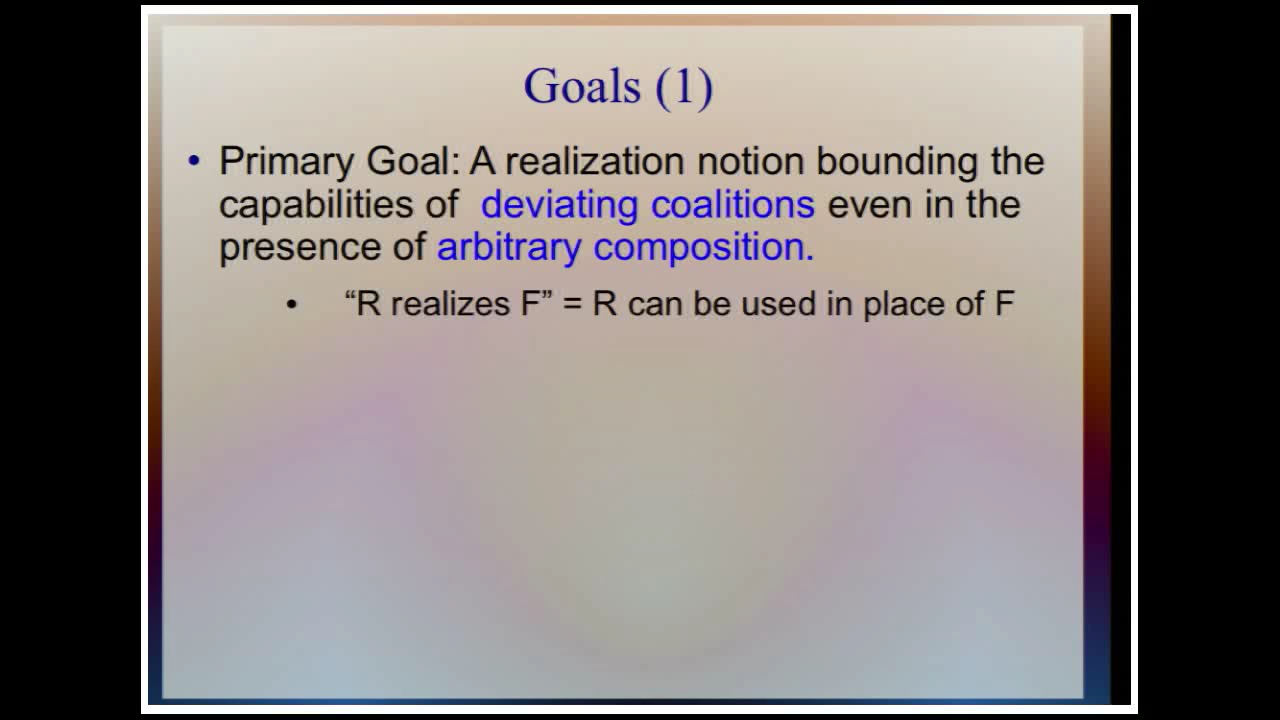 Goals (1)
• Primary Goal: A realization notion bounding the
capabilities of deviating coalitions even in the
presence of arbitrary composition.
• “R realizes F” = R can be used in place of F